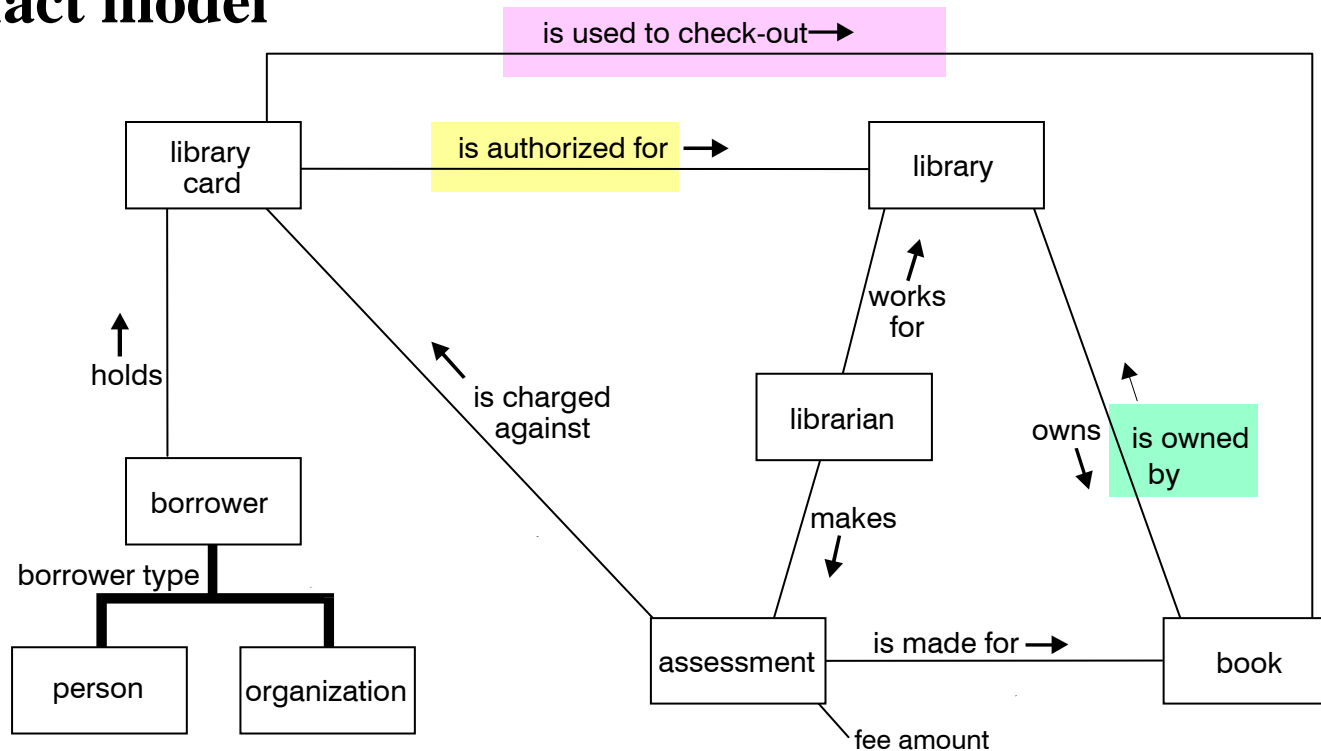 fact model
is used to check-out
library
card
is authorized for
library
works
for
holds
is charged
against
librarian
owns
is owned
by
borrower
makes
borrower type
is made for
assessment
book
person
organization
fee amount